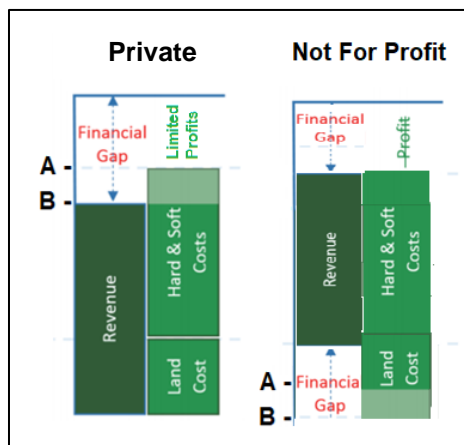 Private
Not For Profit
Financial
Gap
Limited
Profits
A -
B -
Revenue
Hard & Soft
Costs
Land
Cost
Financial
Gap
Profit
Revenue
Hard & Soft
Costs
Land
Cost
A -
Financial
Gap
B -